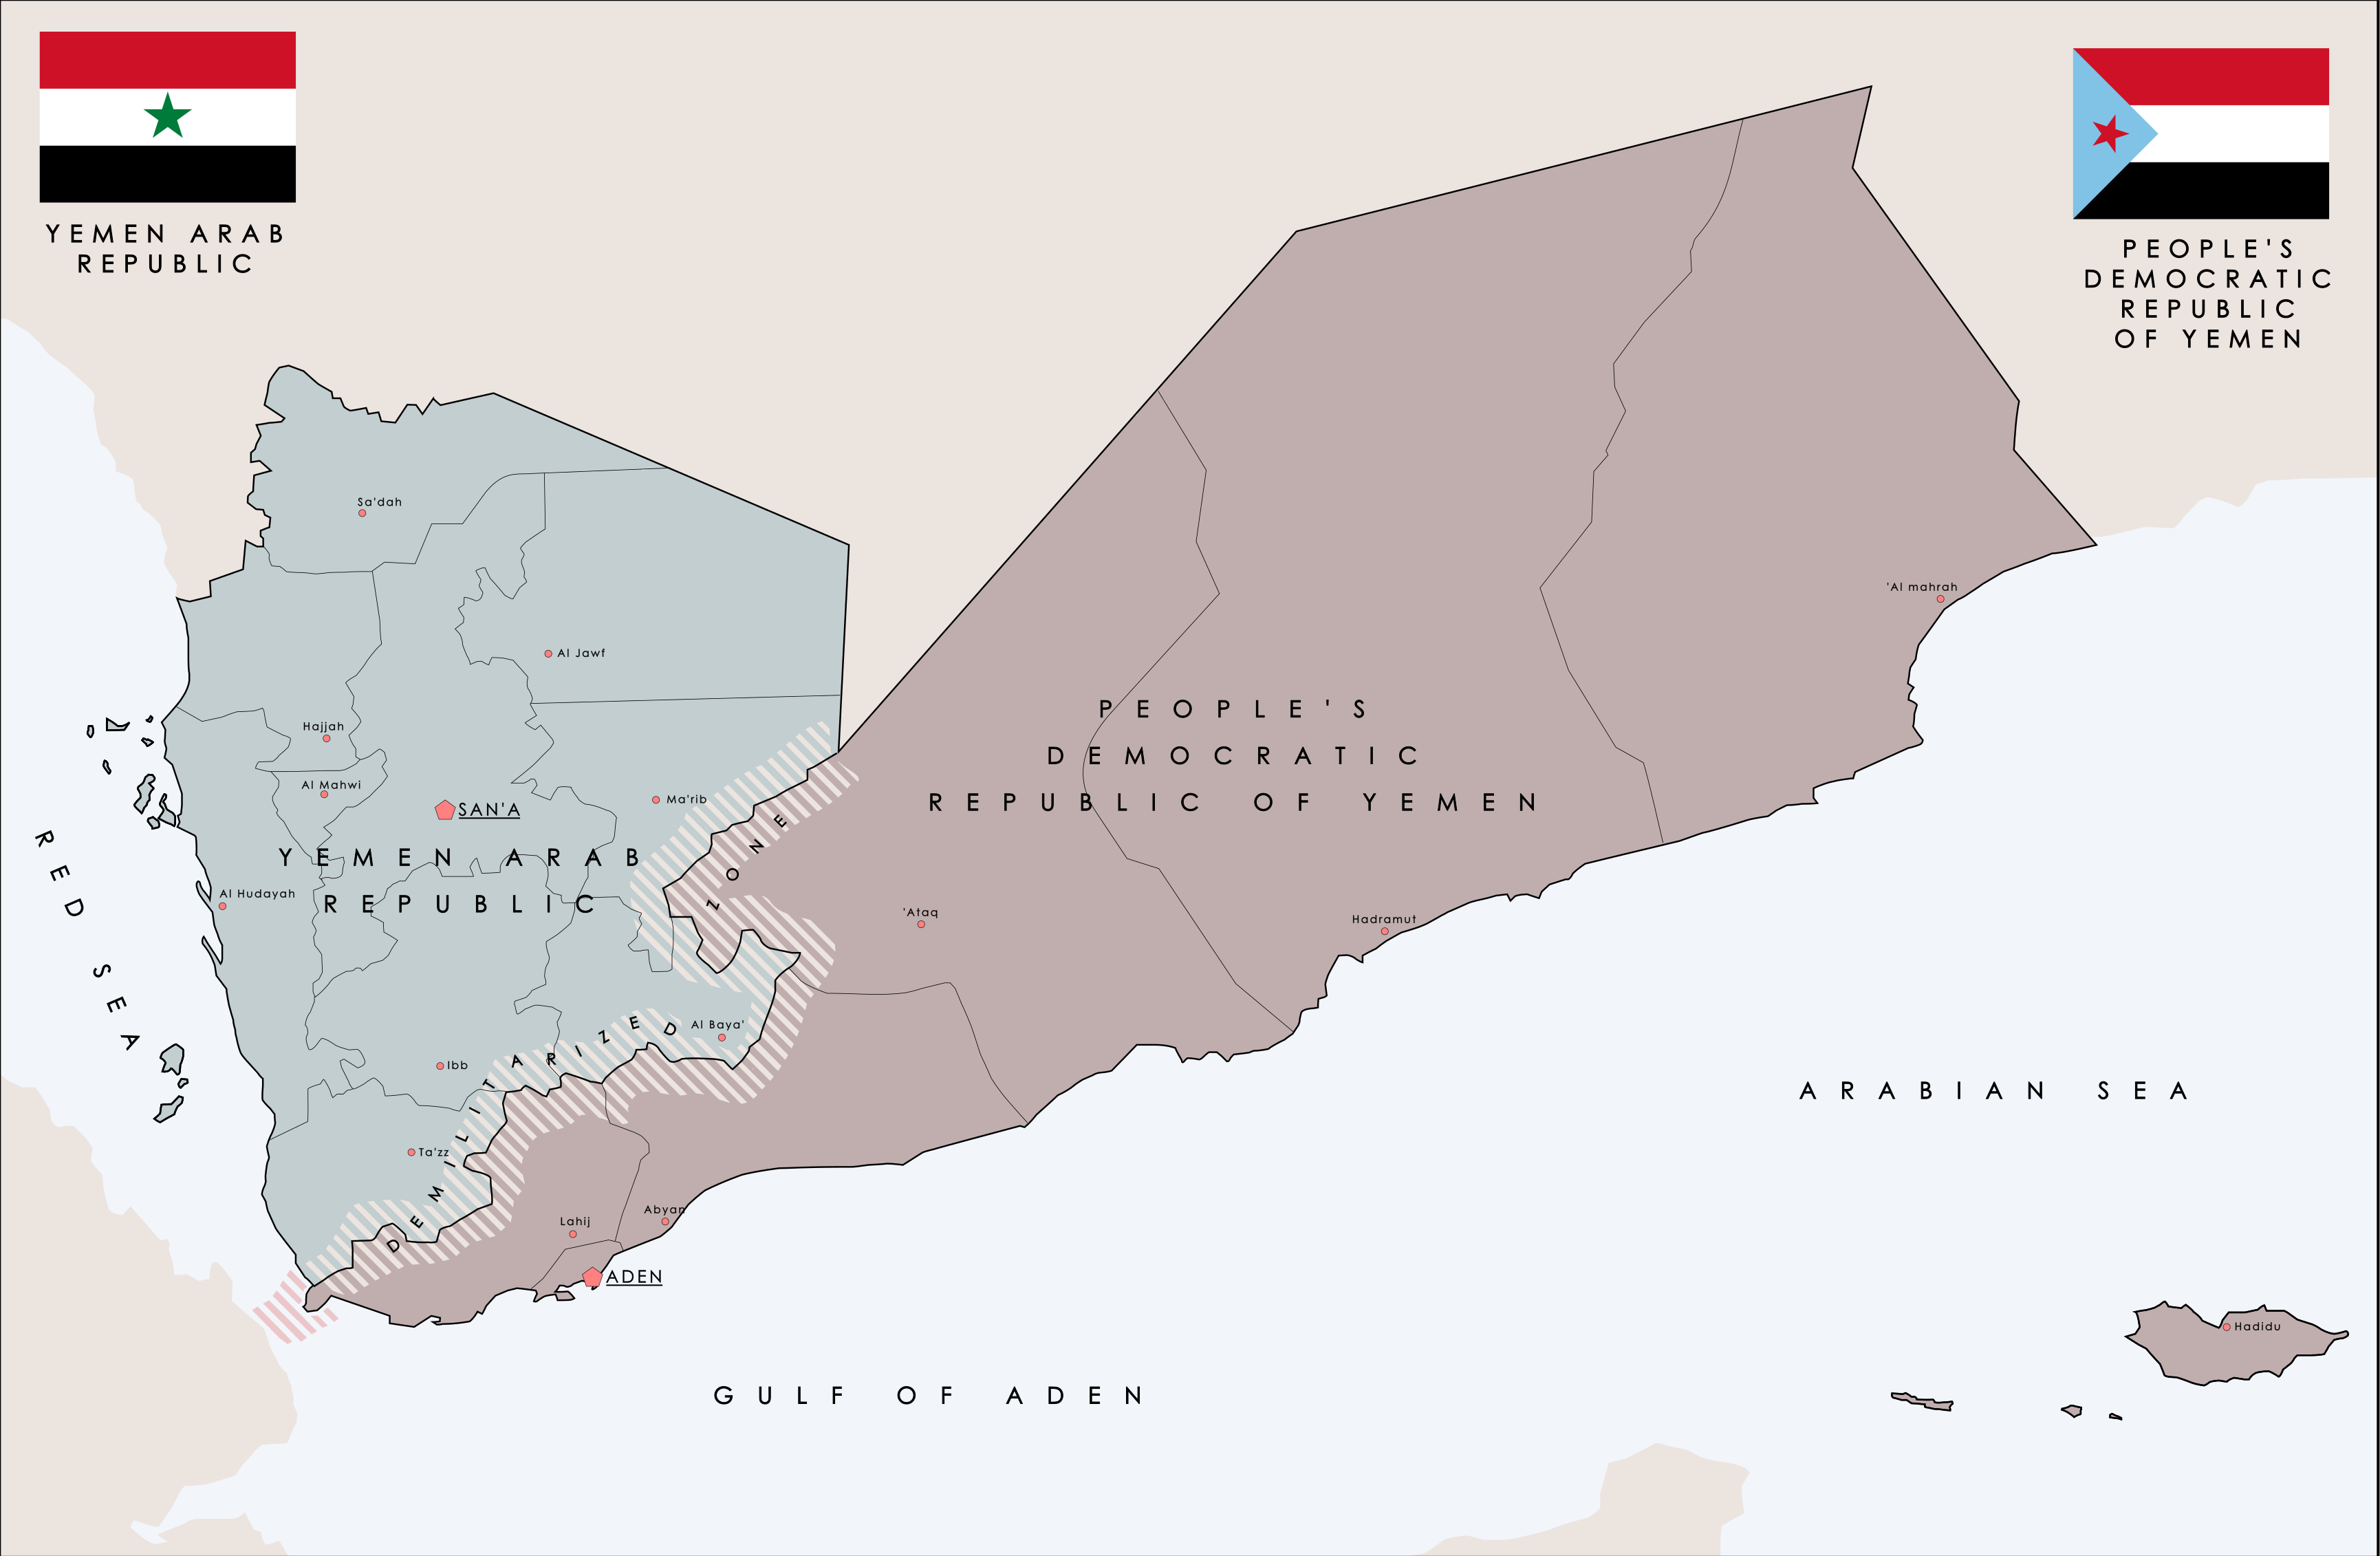 YEMEN ARAB
REPUBLIC
PEOPLE'S
DEMOCRATIC
REPUBLIC
OF YEMEN
Sa'dah
Al Jawf
Hajjah
Al Mahwi
SAN'A
Ma'rib
YEMEN ARAB
REPUBLIC
Al Hudayah
RED SEA
Ibb
Ta'zz
Al Baya'
DEMILITARIZED ZONE
PEOPLE'S
DEMOCRATIC
REPUBLIC OF YEMEN
'Al mahrah
'Ataq
Hadramut
Lahij
Abyan
ADEN
ARABIAN SEA
Hadidu
GULF OF ADEN